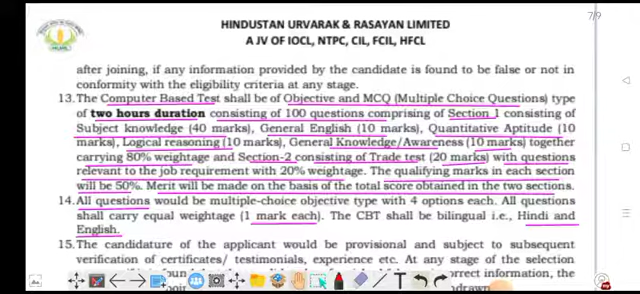 7/9
HINDUSTAN URVARAK & RASAYAN LIMITED
A JV OF IOCL, NTPC, CIL, FCIL, HFCL
after joining, if any information provided by the candidate is found to be false or not in
conformity with the eligibility criteria at any stage.
13. The Computer Based Test shall be of Objective and MCQ (Multiple Choice Questions) type
of two hours duration consisting of 100 questions comprising of Section 1 consisting of
Subject knowledge (40 marks), General English (10 marks), Quantitative Aptitude (10
marks), Logical reasoning (10 marks), General Knowledge/Awareness (10 marks) together
carrying 80% weightage and Section-2 consisting of Trade test (20 marks) with questions
relevant to the job requirement with 20% weightage. The qualifying marks in each section
will be 50%. Merit will be made on the basis of the total score obtained in the two sections.
14. All questions would be multiple-choice objective type with 4 options each. All questions
shall carry equal weightage (1 mark each). The CBT shall be bilingual i.e., Hindi and
English.
15. The candidature of the applicant would be provisional and subject to subsequent
verification of certificates/ testimonials, experience etc. At any stage of the selection
information, the
T